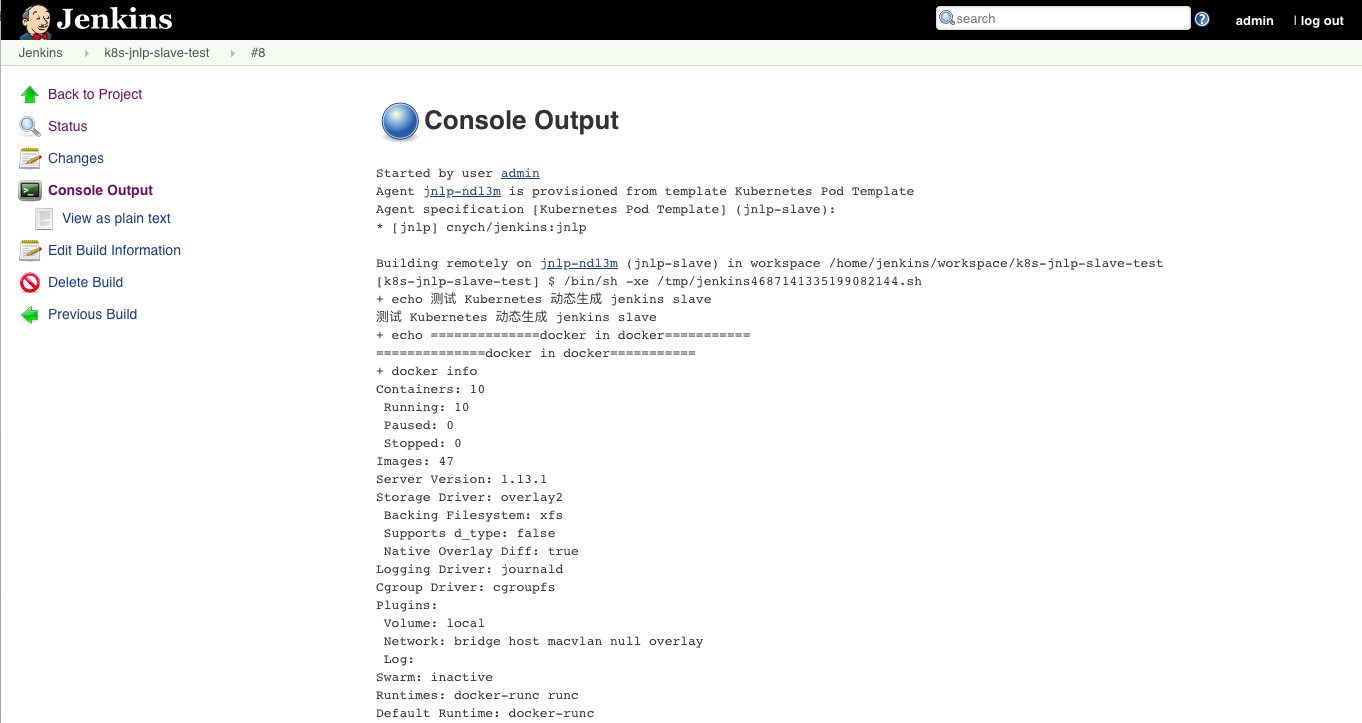 Jenkins
search
admin
| log out
Jenkins
k8s-jnlp-slave-test
#8
Back to Project
Status
Changes
Console Output
View as plain text
Edit Build Information
Delete Build
Previous Build
Console Output
Started by user admin
Agent jnlp-ndl3m is provisioned from template Kubernetes Pod Template
Agent specification [Kubernetes Pod Template] (jnlp-slave):
* [jnlp] cnych/jenkins:jnlp
Building remotely on jnlp-ndl3m (jnlp-slave) in workspace /home/jenkins/workspace/k8s-jnlp-slave-test
[k8s-jnlp-slave-test] $ /bin/sh -xe /tmp/jenkins4687141335199082144.sh
+ echo 测试 Kubernetes 动态生成 jenkins slave
测试 Kubernetes 动态生成 jenkins slave
+ echo ==============docker in docker===========
==============docker in docker===========
+ docker info
Containers: 10
Running: 10
Paused: 0
Stopped: 0
Images: 47
Server Version: 1.13.1
Storage Driver: overlay2
Backing Filesystem: xfs
Supports d_type: false
Native Overlay Diff: true
Logging Driver: journald
Cgroup Driver: cgroupfs
Plugins:
Volume: local
Network: bridge host macvlan null overlay
Log:
Swarm: inactive
Runtimes: docker-runc runc
Default Runtime: docker-runc